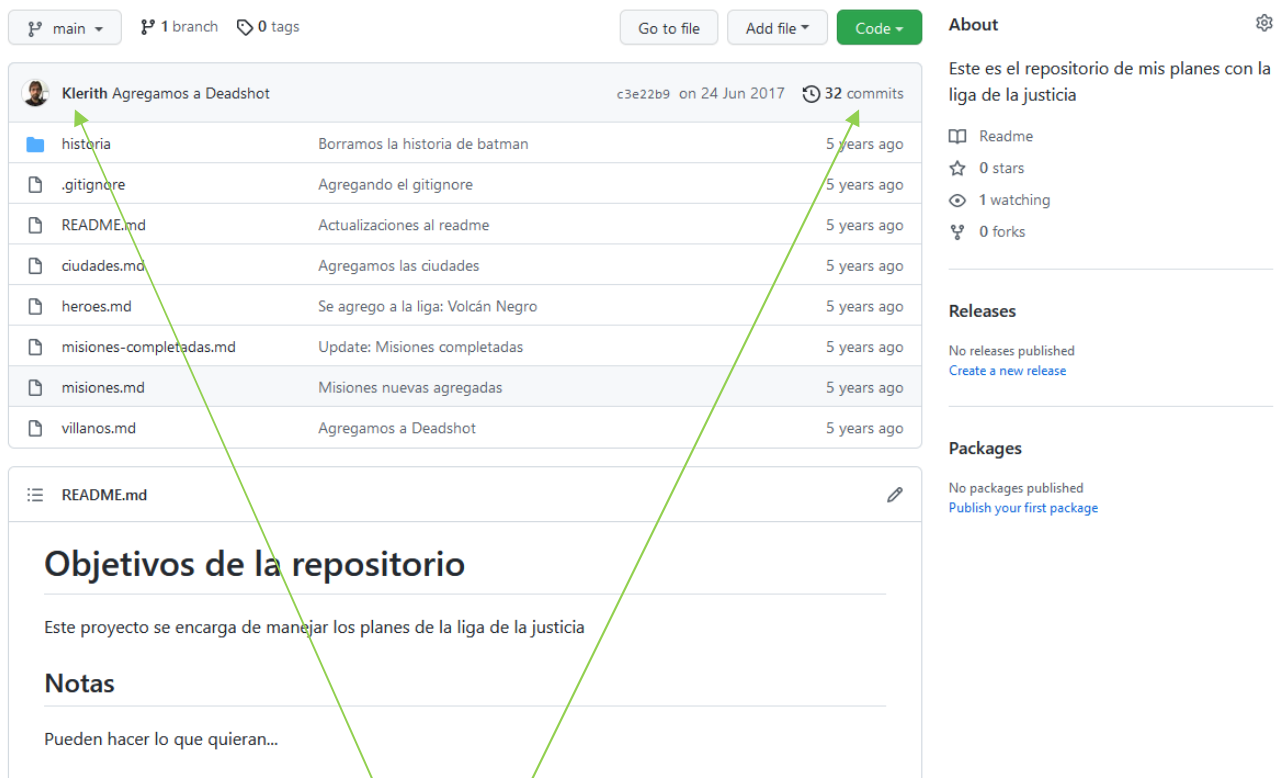 main
1 branch
0 tags
Go to file
Add file
Code
Klerith Agregamos a Deadshot c3e22b9 on 24 Jun 2017 32 commits
historia Borramos la historia de batman 5 years ago
.gitignore Agregando el gitignore 5 years ago
README.md Actualizaciones al readme 5 years ago
ciudades.md Agregamos las ciudades 5 years ago
heroes.md Se agrego a la liga: Volcán Negro 5 years ago
misiones-completadas.md Update: Misiones completadas 5 years ago
misiones.md Misiones nuevas agregadas 5 years ago
villanos.md Agregamos a Deadshot 5 years ago
README.md
Objetivos de la repositorio
Este proyecto se encarga de manejar los planes de la liga de la justicia
Notas
Pueden hacer lo que quieran...
About
Este es el repositorio de mis planes con la
liga de la justicia
Readme
0 stars
1 watching
0 forks
Releases
No releases published
Create a new release
Packages
No packages published
Publish your first package